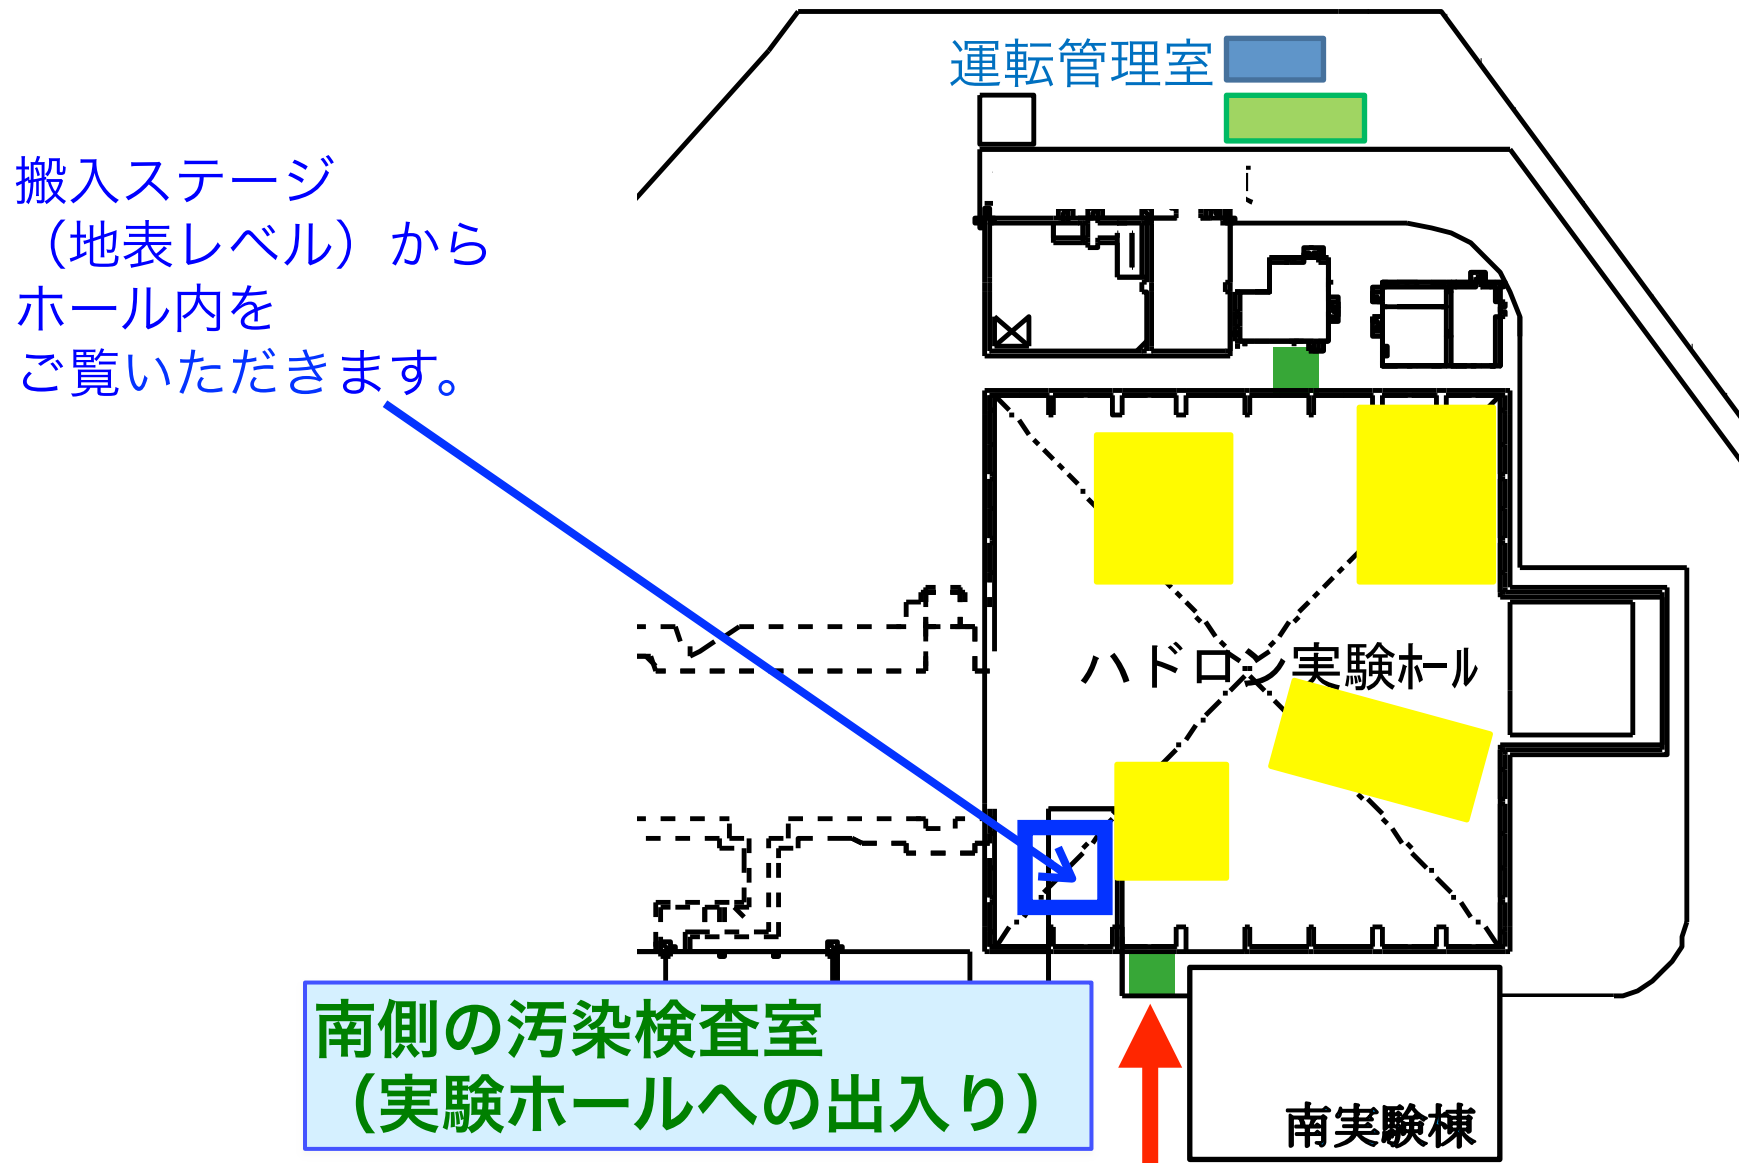 運転管理室
搬入ステージ
（地表レベル）から
ホール内を
ご覧いただきます。
ハドロン実験ﾎｰﾙ
南側の汚染検査室
（実験ホールへの出入り）
南実験棟